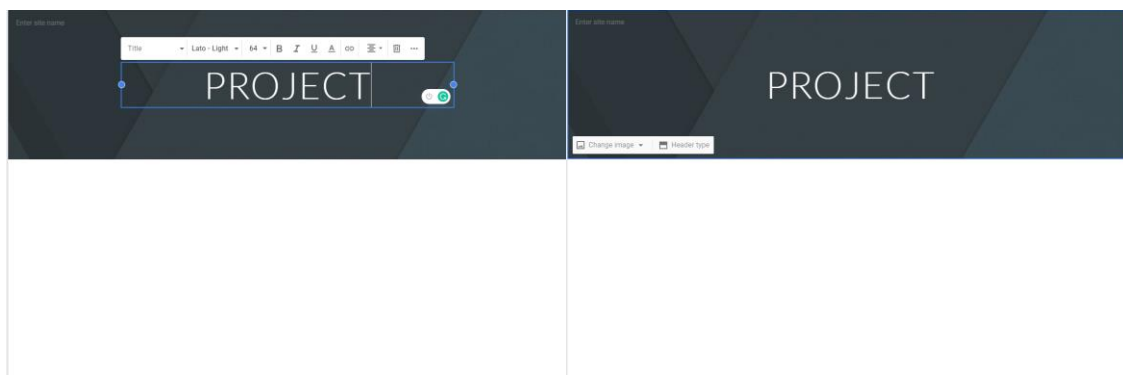 Enter site name
Title Lato - Light 64 B I U A
PROJECT
Enter site name
PROJECT
Change image Header type